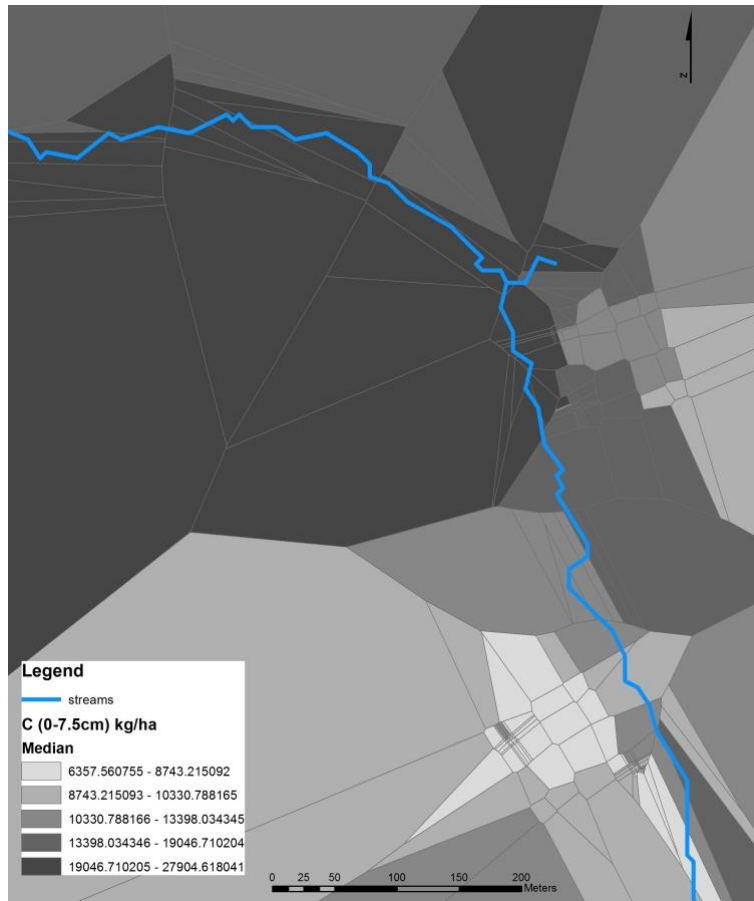 z
Legend
streams
C (0-7.5cm) kg/ha
Median
6357.560755 - 8743.215092
8743.215093 - 10330.788165
10330.788166 - 13398.034345
13398.034346 - 19046.710204
19046.710205 - 27904.618041
0 25 50 100 150 200
Meters